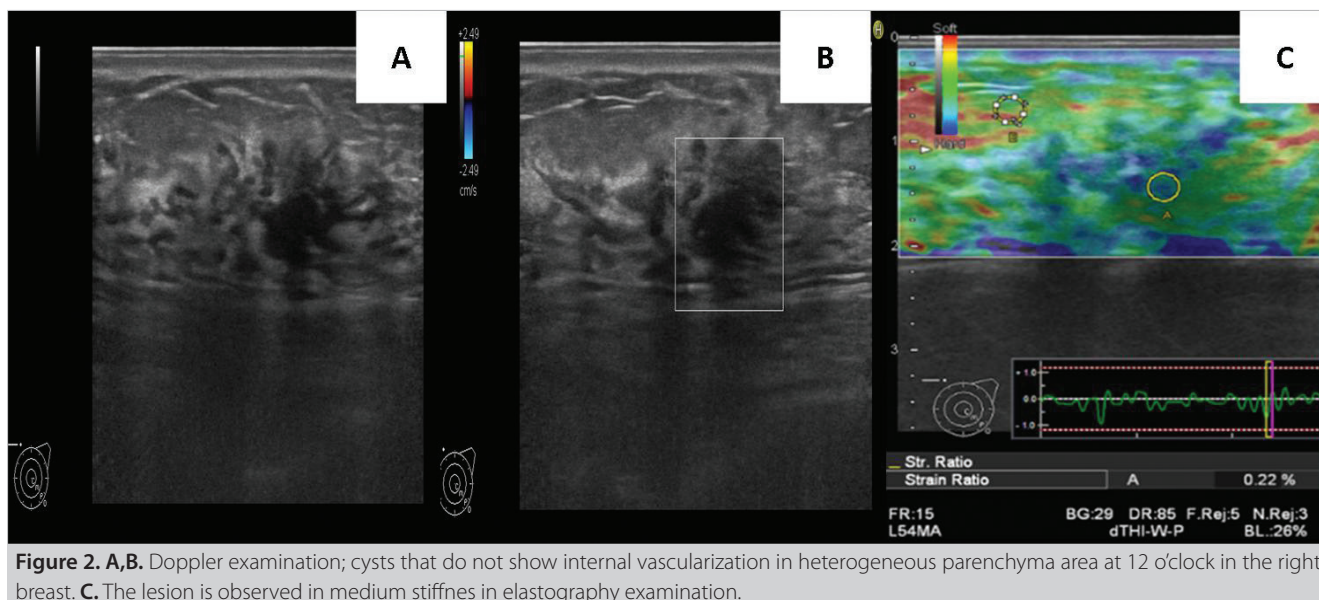 A
B
C
+2.49
-2.49
cm/s
H
Soft
Hard
0
1
2
3
B
A
+ 1.0
0.0
- 1.0
Str. Ratio
Strain Ratio A 0.22 %
FR:15 BG:29 DR:85 F.Rej:5 N.Rej:3
L54MA dTHI-W-P BL.:26%
Figure 2. A,B. Doppler examination; cysts that do not show internal vascularization in heterogeneous parenchyma area at 12 o'clock in the right
breast. C. The lesion is observed in medium stiffnes in elastography examination.